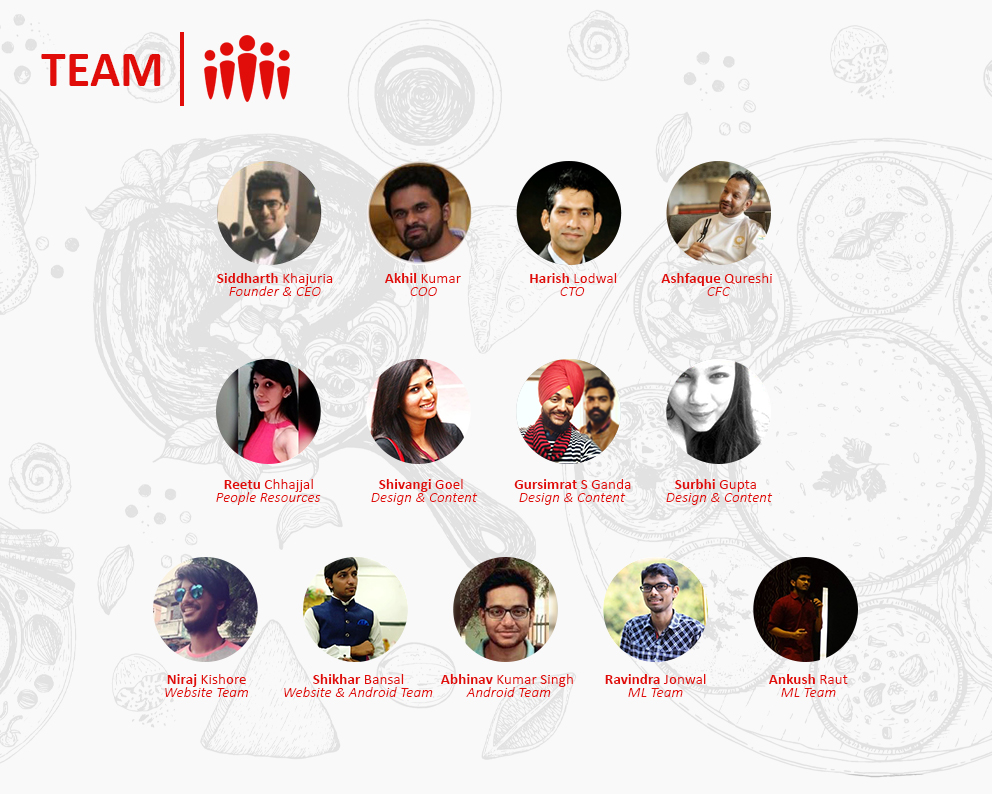 TEAM
Siddharth Khajuria
Founder & CEO
Akhil Kumar
COO
Harish Lodwal
CTO
Ashfaque Qureshi
CFC
Reetu Chhajjal
People Resources
Shivangi Goel
Design & Content
Gursimrat S Ganda
Design & Content
Surbhi Gupta
Design & Content
Niraj Kishore
Website Team
Shikhar Bansal
Website & Android Team
Abhinav Kumar Singh
Android Team
Ravindra Jonwal
ML Team
Ankush Raut
ML Team